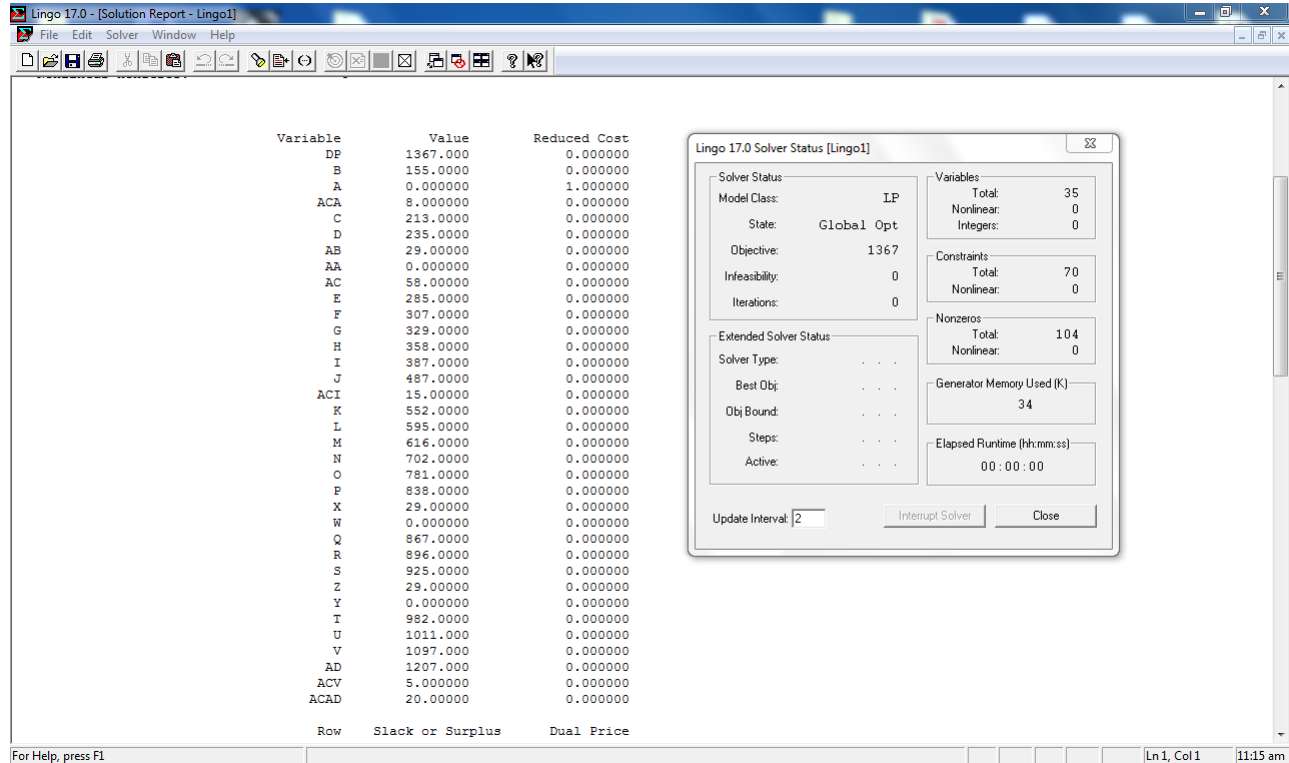 Lingo 17.0 - [Solution Report - Lingo1]
File Edit Solver Window Help
Variable Value Reduced Cost
DP 1367.000 0.000000
B 155.0000 0.000000
A 0.000000 1.000000
ACA 8.000000 0.000000
C 213.0000 0.000000
D 235.0000 0.000000
AB 29.00000 0.000000
AA 0.000000 0.000000
AC 58.00000 0.000000
E 285.0000 0.000000
F 307.0000 0.000000
G 329.0000 0.000000
H 358.0000 0.000000
I 387.0000 0.000000
J 487.0000 0.000000
ACI 15.00000 0.000000
K 552.0000 0.000000
L 595.0000 0.000000
M 616.0000 0.000000
N 702.0000 0.000000
O 781.0000 0.000000
P 838.0000 0.000000
X 29.00000 0.000000
W 0.000000 0.000000
Q 867.0000 0.000000
R 896.0000 0.000000
S 925.0000 0.000000
Z 29.00000 0.000000
Y 0.000000 0.000000
T 982.0000 0.000000
U 1011.000 0.000000
V 1097.000 0.000000
AD 1207.000 0.000000
ACV 5.000000 0.000000
ACAD 20.00000 0.000000
Row Slack or Surplus Dual Price
Lingo 17.0 Solver Status [Lingo1]
Solver Status
Model Class: LP
State: Global Opt
Objective: 1367
Infeasibility: 0
Iterations: 0
Extended Solver Status
Solver Type: . . .
Best Obj: . . .
Obj Bound: . . .
Steps: . . .
Active: . . .
Variables
Total: 35
Nonlinear: 0
Integers: 0
Constraints
Total: 70
Nonlinear: 0
Nonzeros
Total: 104
Nonlinear: 0
Generator Memory Used (K)
34
Elapsed Runtime (hh:mm:ss)
00:00:00
Update Interval: 2
Interrupt Solver
Close
For Help, press F1
Ln 1, Col 1
11:15 am